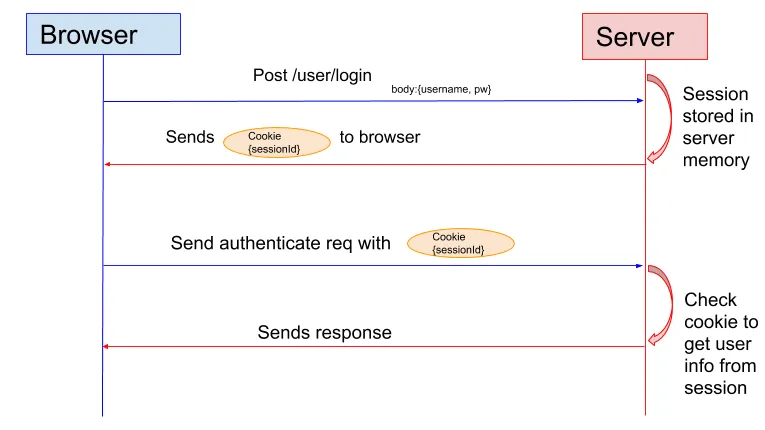 Browser
Server
Post /user/login
body:{username, pw}
Session
stored in
server
memory
Sends
Cookie
{sessionId}
to browser
Send authenticate req with
Cookie
{sessionId}
Check
cookie to
get user
info from
session
Sends response